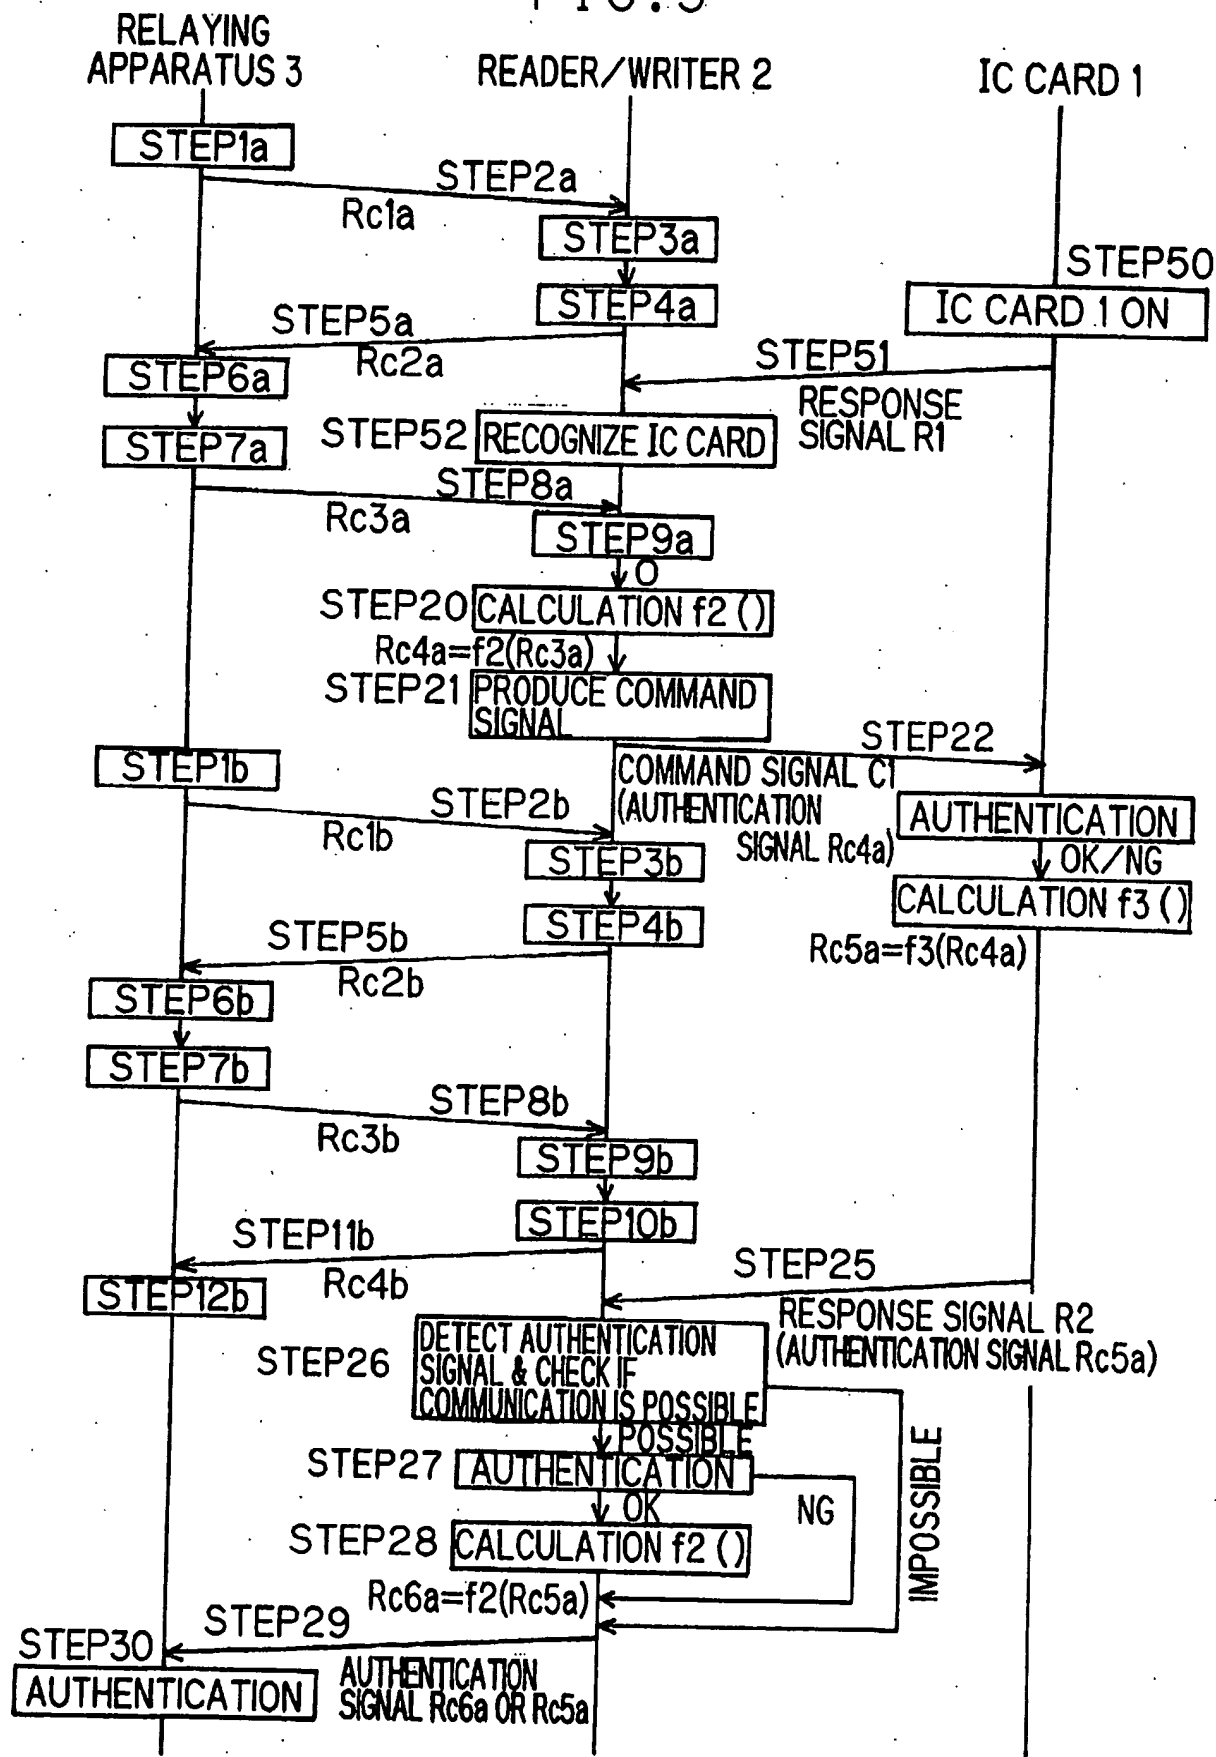 FIG.5
RELAYING
APPARATUS 3
READER/WRITER 2
IC CARD 1
STEP1a
STEP2a
Rc1a
STEP3a
STEP50
STEP4a
IC CARD 1 ON
STEP5a
Rc2a
STEP51
STEP6a
RESPONSE
SIGNAL R1
STEP7a
STEP52
RECOGNIZE IC CARD
STEP8a
Rc3a
STEP9a
O
STEP20
CALCULATION f2 ()
Rc4a=f2(Rc3a)
STEP21
PRODUCE COMMAND
SIGNAL
STEP22
STEP1b
COMMAND SIGNAL C1
(AUTHENTICATION
SIGNAL Rc4a)
STEP2b
Rc1b
AUTHENTICATION
STEP3b
OK/NG
CALCULATION f3 ()
STEP4b
Rc5a=f3(Rc4a)
STEP5b
Rc2b
STEP6b
STEP7b
STEP8b
Rc3b
STEP9b
STEP10b
STEP11b
Rc4b
STEP25
STEP12b
RESPONSE SIGNAL R2
(AUTHENTICATION SIGNAL Rc5a)
STEP26
DETECT AUTHENTICATION
SIGNAL & CHECK IF
COMMUNICATION IS POSSIBLE
POSSIBLE
IMPOSSIBLE
STEP27
AUTHENTICATION
OK
NG
STEP28
CALCULATION f2 ()
Rc6a=f2(Rc5a)
STEP29
STEP30
AUTHENTICATION
AUTHENTICATION
SIGNAL Rc6a OR Rc5a